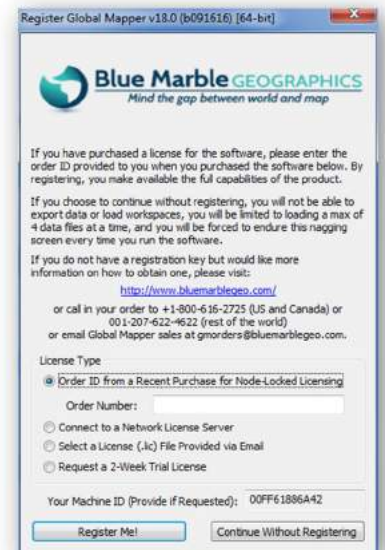 Register Global Mapper v18.0 (b091616) [64-bit]
Blue Marble GEOGRAPHICS
Mind the gap between world and map
If you have purchased a license for the software, please enter the
order ID provided to you when you purchased the software below. By
registering, you make available the full capabilities of the product.
If you choose to continue without registering, you will not be able to
export data or load workspaces, you will be limited to loading a max of
4 data files at a time, and you will be forced to endure this nagging
screen every time you run the software.
If you do not have a registration key but would like more
information on how to obtain one, please visit:
http://www.bluemarblegeo.com/
or call in your order to +1-800-616-2725 (US and Canada) or
001-207-622-4622 (rest of the world)
or email Global Mapper sales at gmorders@bluemarblegeo.com.
License Type
Order ID from a Recent Purchase for Node-Locked Licensing
Order Number:
Connect to a Network License Server
Select a License (.lic) File Provided via Email
Request a 2-Week Trial License
Your Machine ID (Provide if Requested): 00FF61886A42
Register Me! Continue Without Registering